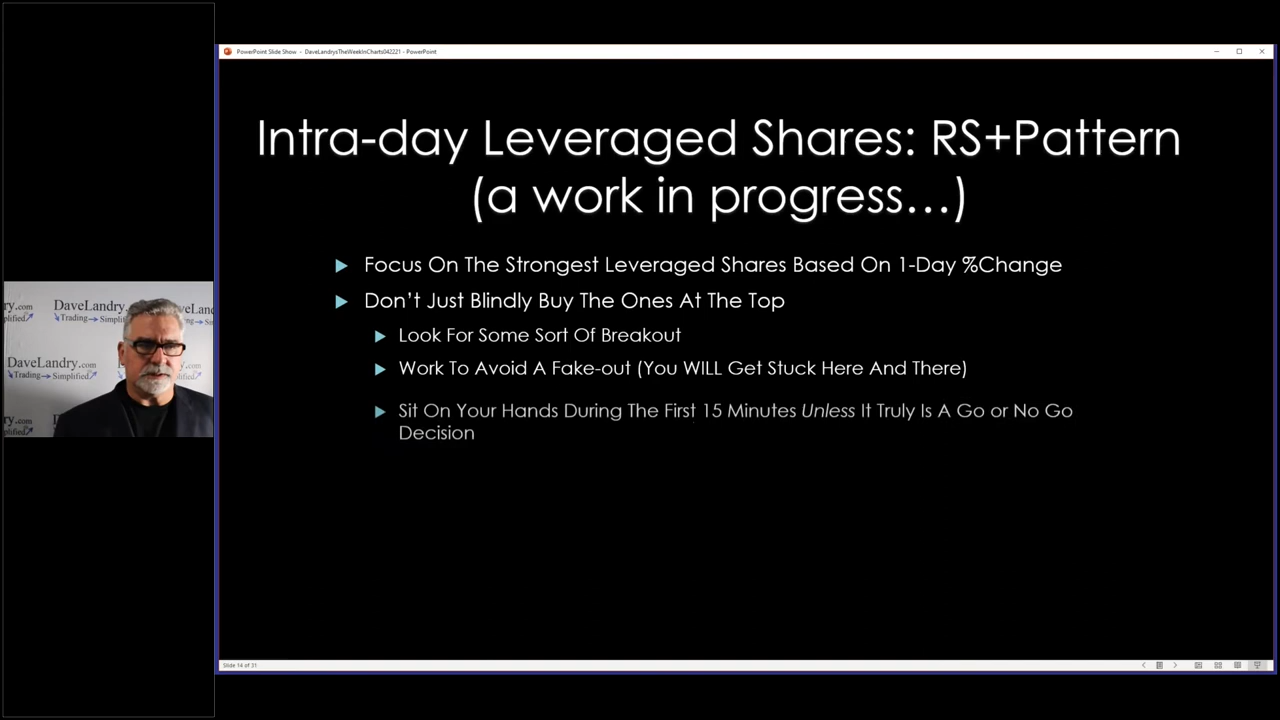 PowerPoint Slide Show - DaveLandrysTheWeekInCharts042221 - PowerPoint
Intra-day Leveraged Shares: RS+Pattern
(a work in progress…)
Focus On The Strongest Leveraged Shares Based On 1-Day %Change
Don't Just Blindly Buy The Ones At The Top
Look For Some Sort Of Breakout
Work To Avoid A Fake-out (You WILL Get Stuck Here And There)
Sit On Your Hands During The First 15 Minutes Unless It Truly Is A Go or No Go
Decision
DaveLandry.com
Trading Simplified
DaveLandry.com
Trading Simplified
Slide 14 of 31